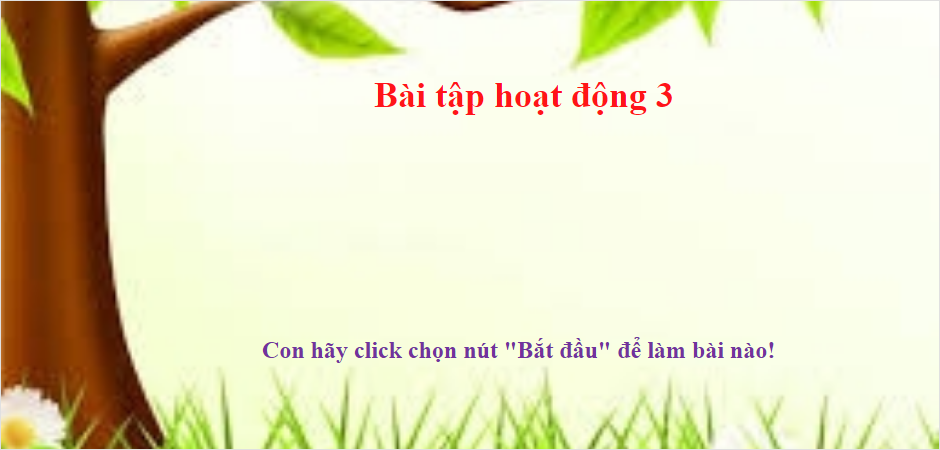 Bài tập hoạt động 3
Con hãy click chọn nút "Bắt đầu" để làm bài nào!